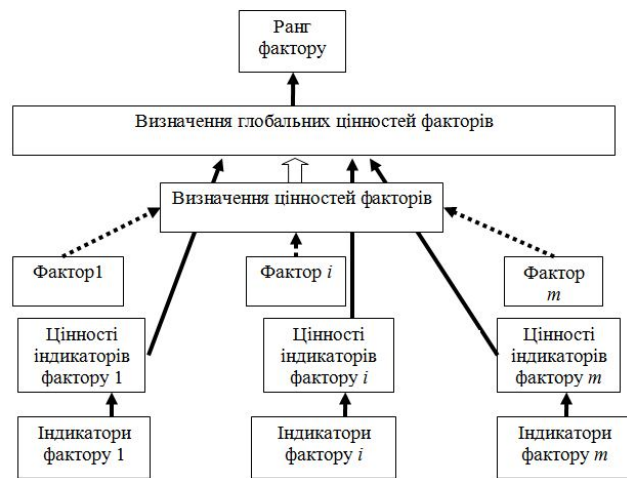 Ранг
фактору
Визначення глобальних цінностей факторів
Визначення цінностей факторів
Фактор1
Фактор i
Фактор
m
Цінності
індикаторів
фактору 1
Цінності
індикаторів
фактору i
Цінності
індикаторів
фактору m
Індикатори
фактору 1
Індикатори
фактору i
Індикатори
фактору m